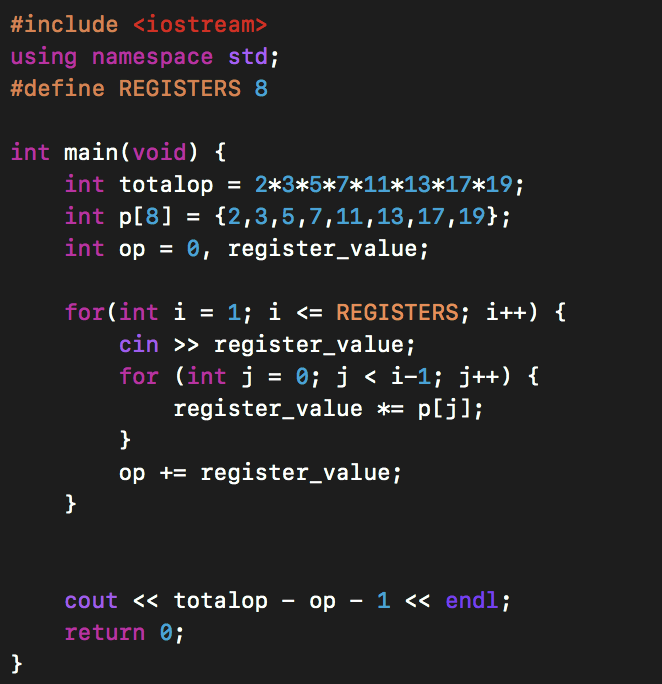 #include <iostream>
using namespace std;
#define REGISTERS 8

int main(void) {
    int totalop = 2*3*5*7*11*13*17*19;
    int p[8] = {2,3,5,7,11,13,17,19};
    int op = 0, register_value;

    for(int i = 1; i <= REGISTERS; i++) {
        cin >> register_value;
        for (int j = 0; j < i-1; j++) {
            register_value *= p[j];
        }
        op += register_value;
    }


    cout << totalop - op - 1 << endl;
    return 0;
}